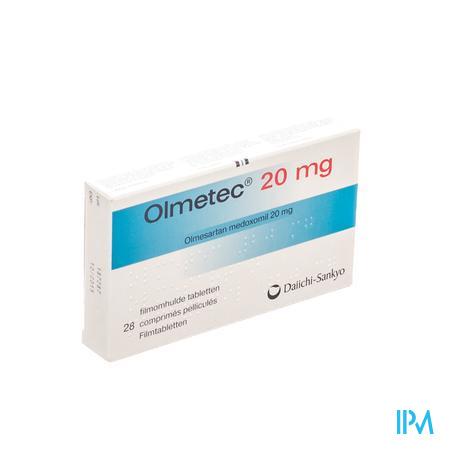 Olmetec® 20 mg
Olmesartan medoxomil 20 mg
Daiichi-Sankyo
filmomhulde tabletten
28 comprimés pelliculés
Filmtabletten
IPM